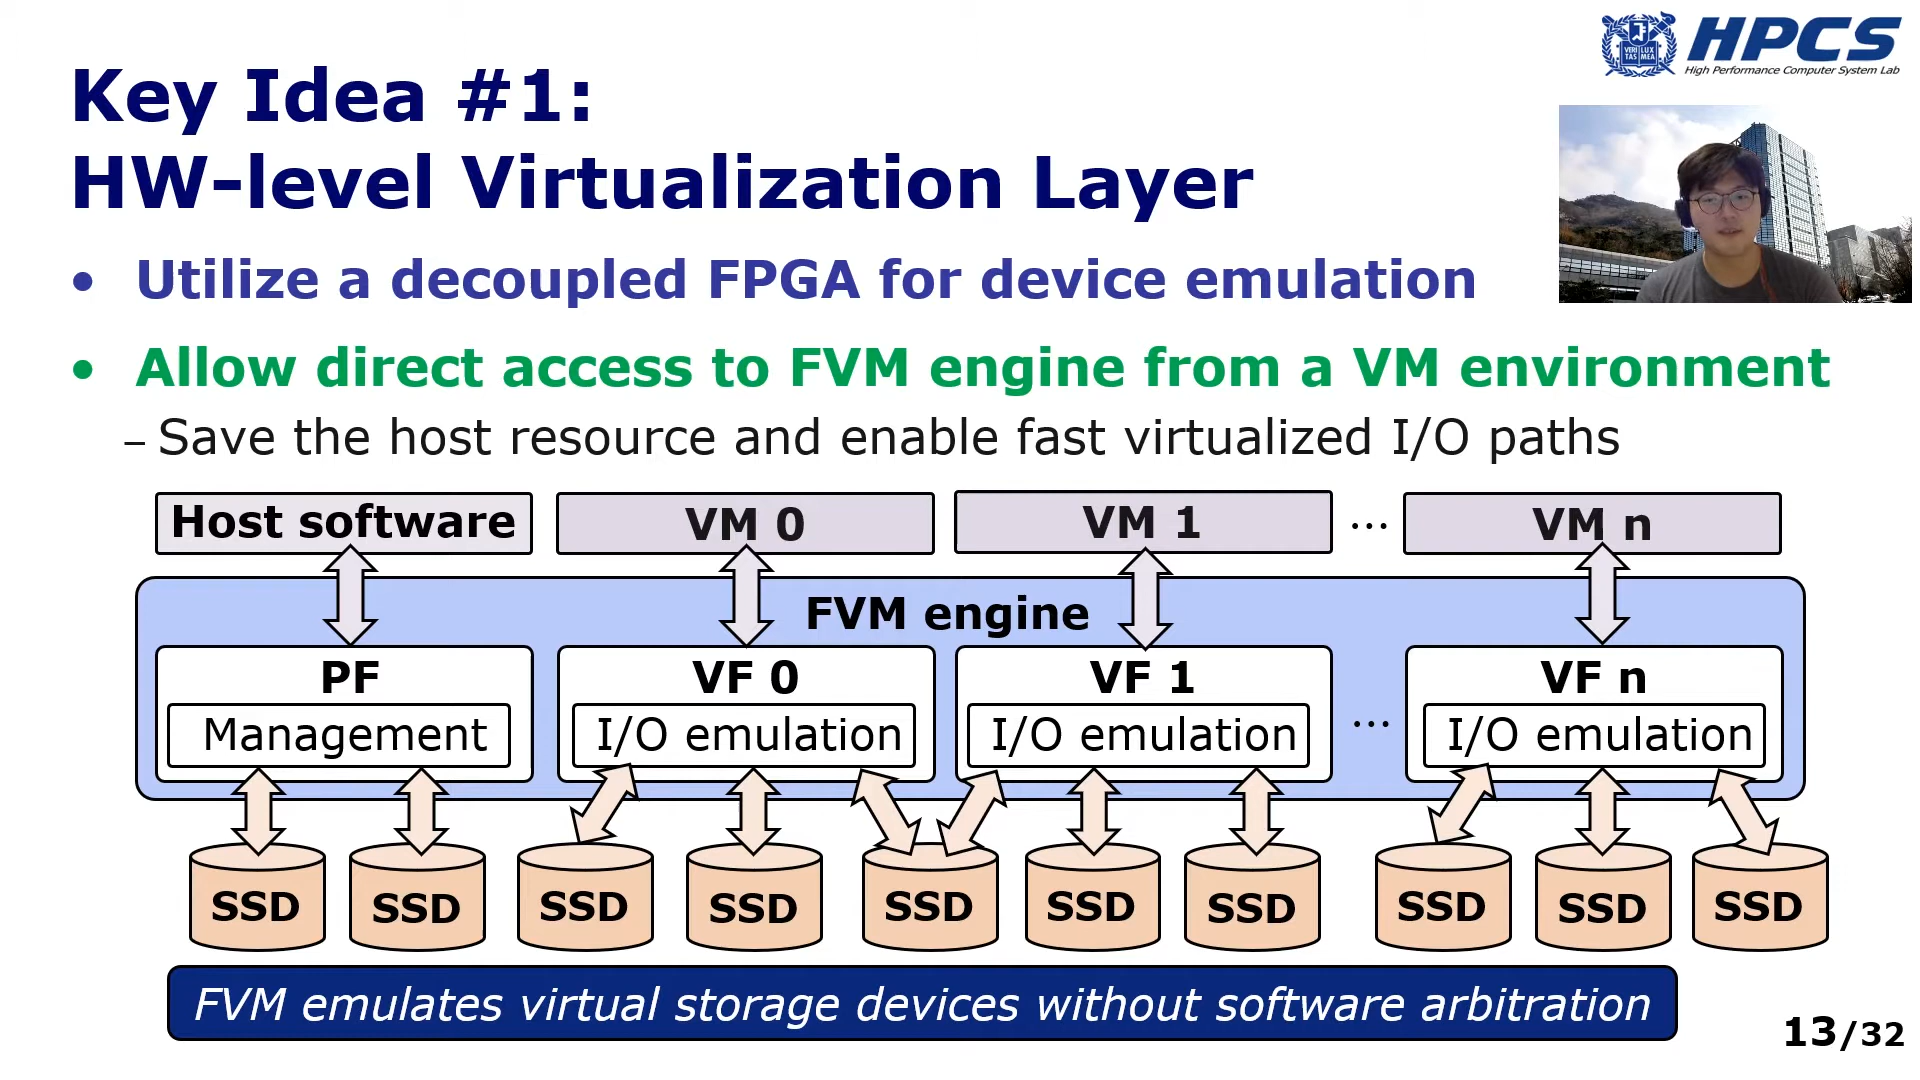 HPCS
High Performance Computer System Lab
VERI LUX
TAS MEA
Key Idea #1:
HW-level Virtualization Layer
• Utilize a decoupled FPGA for device emulation
• Allow direct access to FVM engine from a VM environment
– Save the host resource and enable fast virtualized I/O paths
Host software VM 0 VM 1 ... VM n
FVM engine
PF VF 0 VF 1 VF n
Management I/O emulation I/O emulation ... I/O emulation
SSD SSD SSD SSD SSD SSD SSD SSD SSD SSD
FVM emulates virtual storage devices without software arbitration
13/32